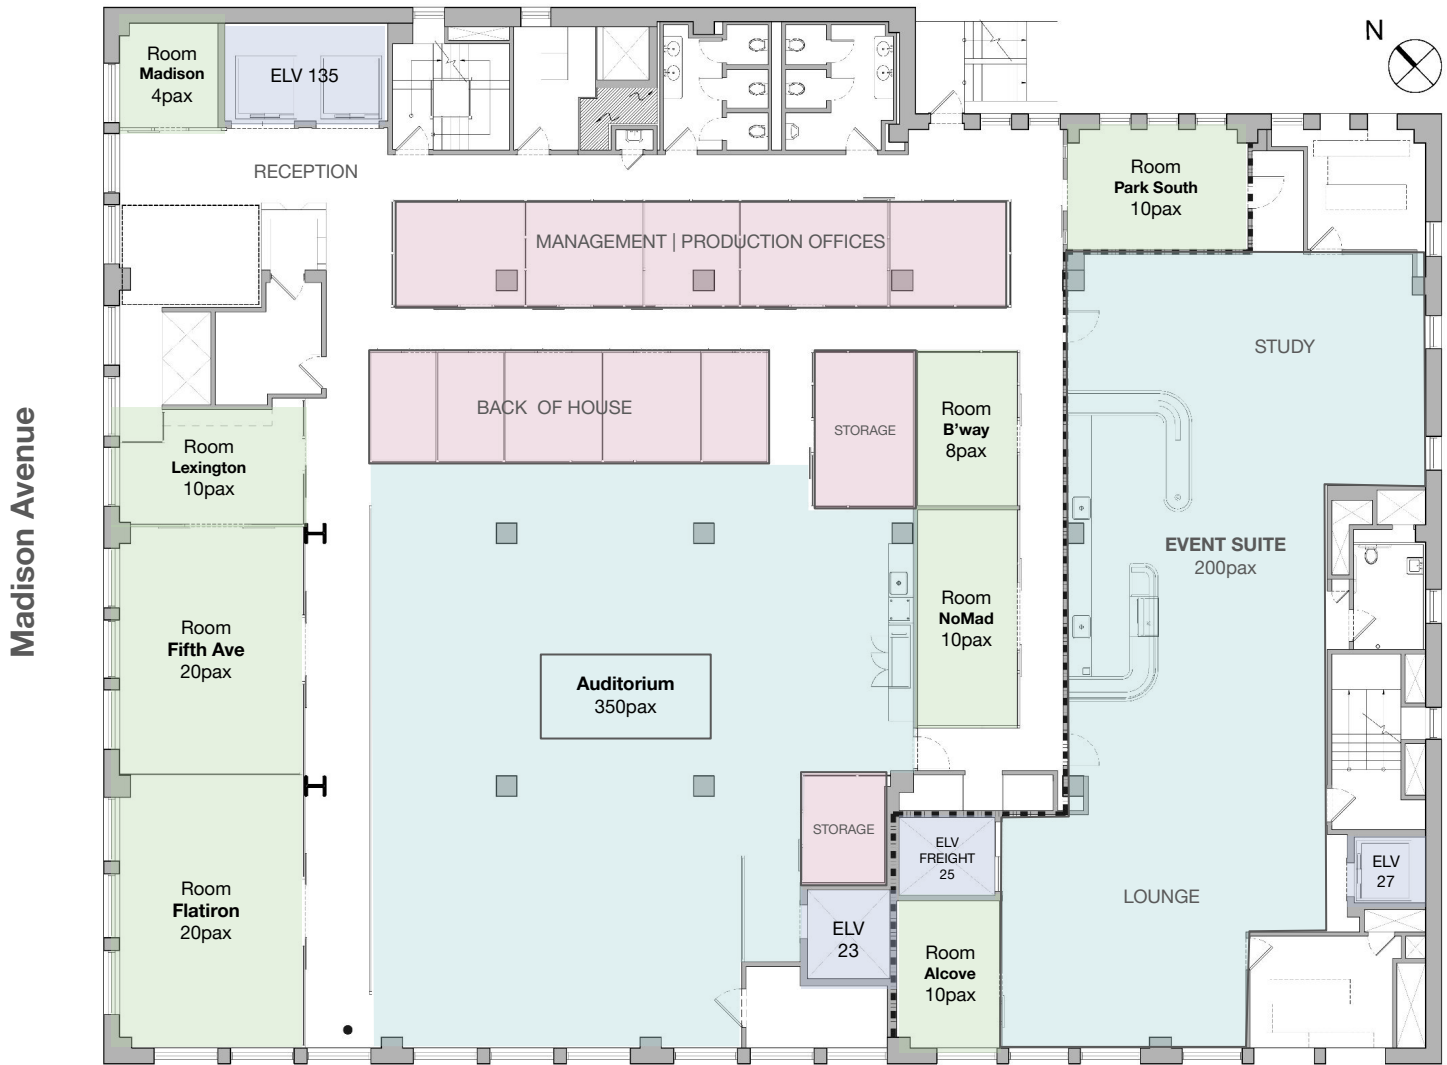 N
Room
Madison
4pax
ELV 135
RECEPTION
Room
Park South
10pax
MANAGEMENT | PRODUCTION OFFICES
STUDY
BACK OF HOUSE
STORAGE
Room
B'way
8pax
Room
Lexington
10pax
Madison Avenue
EVENT SUITE
200pax
Room
NoMad
10pax
Room
Fifth Ave
20pax
Auditorium
350pax
STORAGE
ELV
FREIGHT
25
ELV
27
Room
Flatiron
20pax
LOUNGE
ELV
23
Room
Alcove
10pax